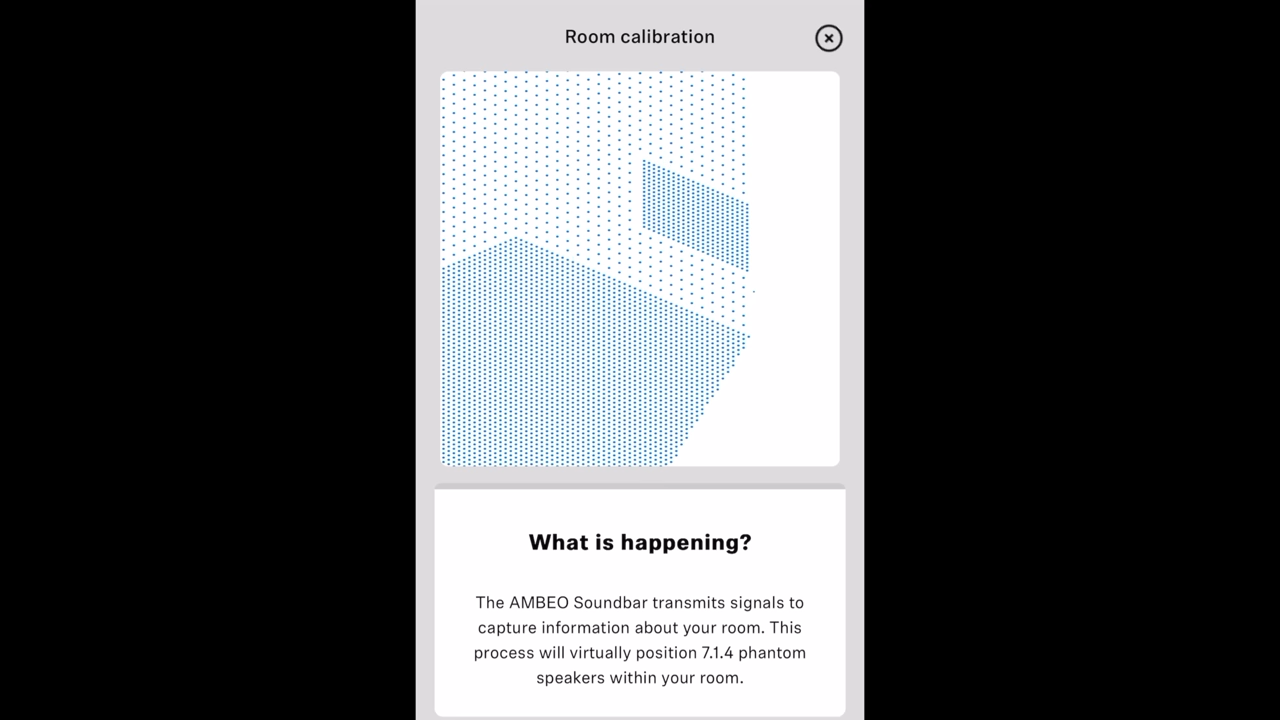 Room calibration
What is happening?
The AMBEO Soundbar transmits signals to
capture information about your room. This
process will virtually position 7.1.4 phantom
speakers within your room.